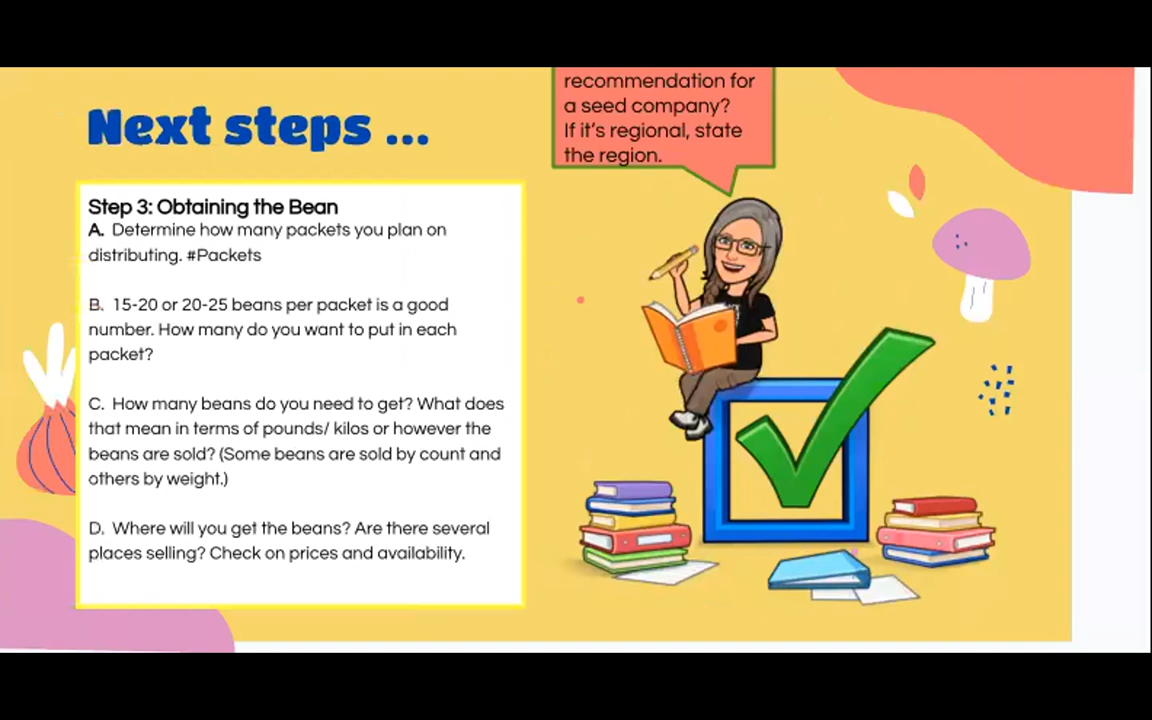 Next steps ...
recommendation for
a seed company?
If it's regional, state
the region.
Step 3: Obtaining the Bean
A. Determine how many packets you plan on
distributing. #Packets
B. 15-20 or 20-25 beans per packet is a good
number. How many do you want to put in each
packet?
C. How many beans do you need to get? What does
that mean in terms of pounds/ kilos or however the
beans are sold? (Some beans are sold by count and
others by weight.)
D. Where will you get the beans? Are there several
places selling? Check on prices and availability.